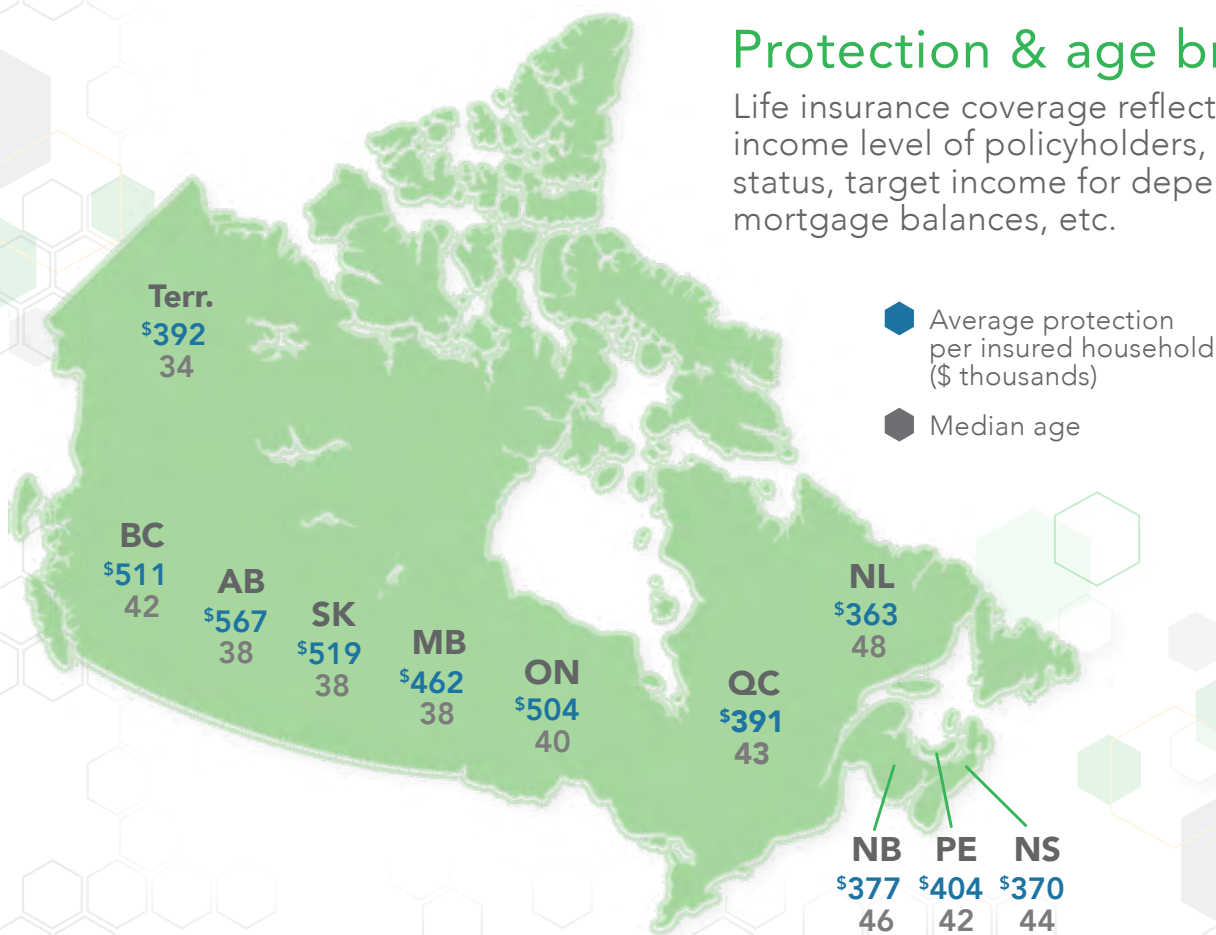 Protection & age
Life insurance coverage
income level of policyholders,
status, target income for
mortgage balances, etc.
Terr.
$392
34
Average protection
per insured household
($ thousands)
Median age
BC
$511
42
AB
$567
38
SK
$519
38
MB
$462
38
ON
$504
40
QC
$391
43
NL
$363
48
NB
$377
46
PE
$404
42
NS
$370
44